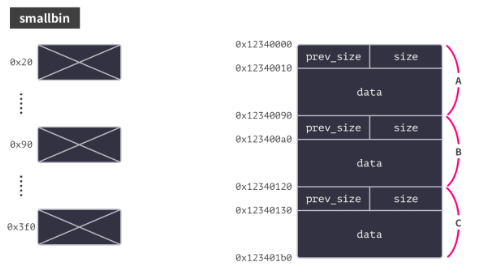 smallbin
0x20
0x90
0x3f0
0x12340000
prev_size size
0x12340010
data
A
0x12340090
prev_size size
0x123400a0
data
B
0x12340120
prev_size size
0x12340130
data
C
0x123401b0